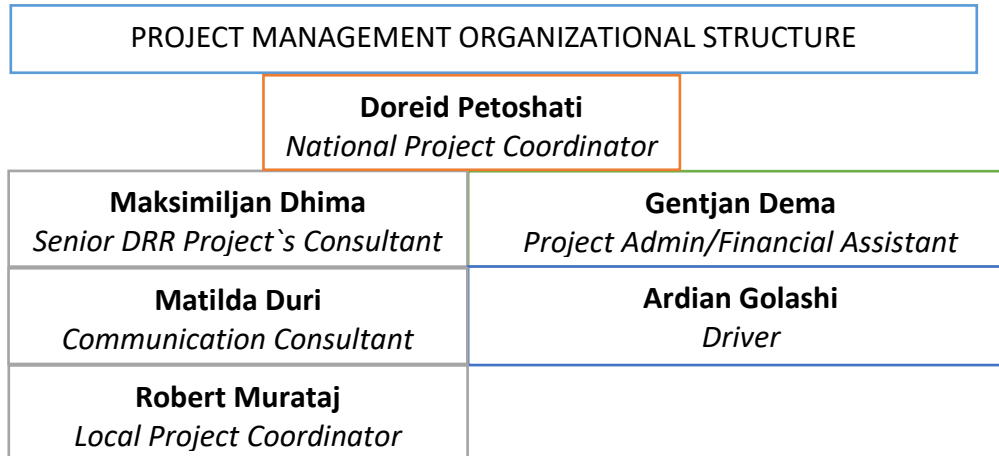 PROJECT MANAGEMENT ORGANIZATIONAL STRUCTURE
Doreid Petoshati
National Project Coordinator
Maksimiljan Dhima
Senior DRR Project`s Consultant
Gentjan Dema
Project Admin/Financial Assistant
Matilda Duri
Communication Consultant
Ardian Golashi
Driver
Robert Murataj
Local Project Coordinator